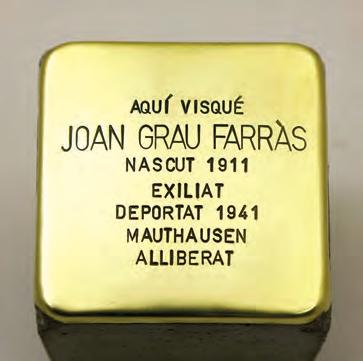 AQUÍ VISQUÉ
JOAN GRAU FARRÀS
NASCUT 1911
EXILIAT
DEPORTAT 1941
MAUTHAUSEN
ALLIBERAT